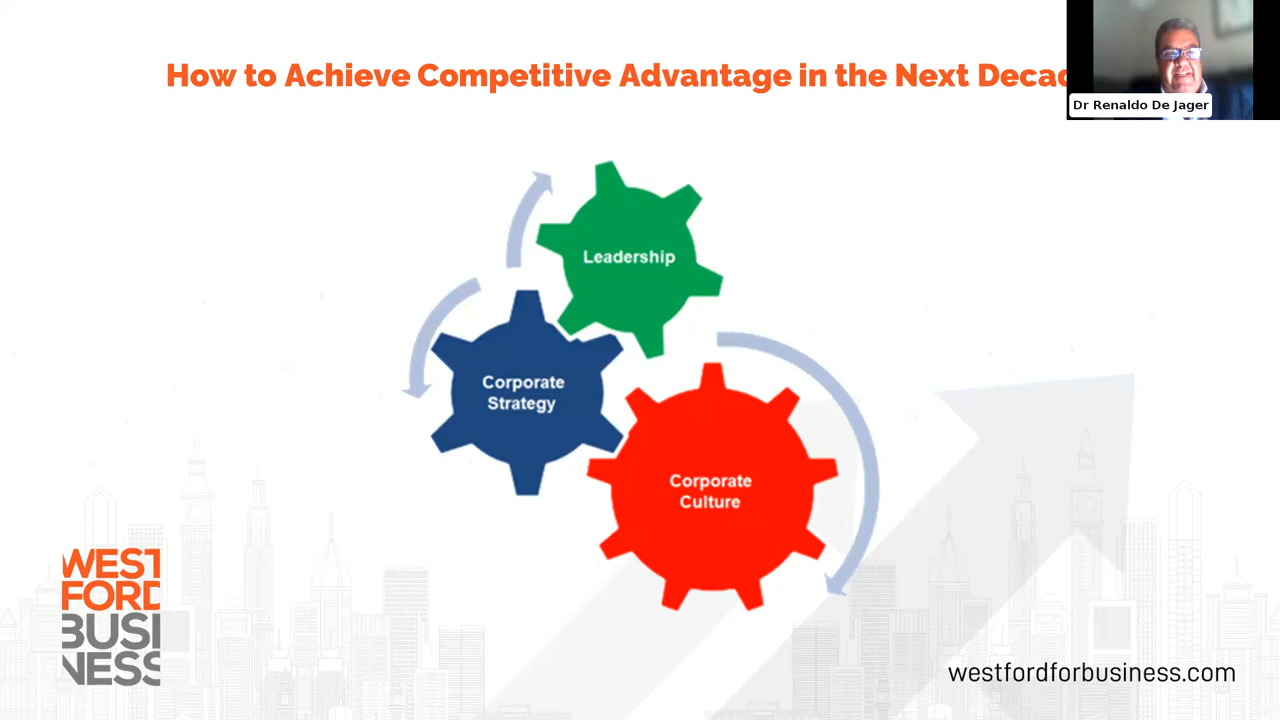 How to Achieve Competitive Advantage in the Next Decad
Dr Renaldo De Jager
Leadership
Corporate
Strategy
Corporate
Culture
WEST
FORD
BUSI
NESS
westfordforbusiness.com